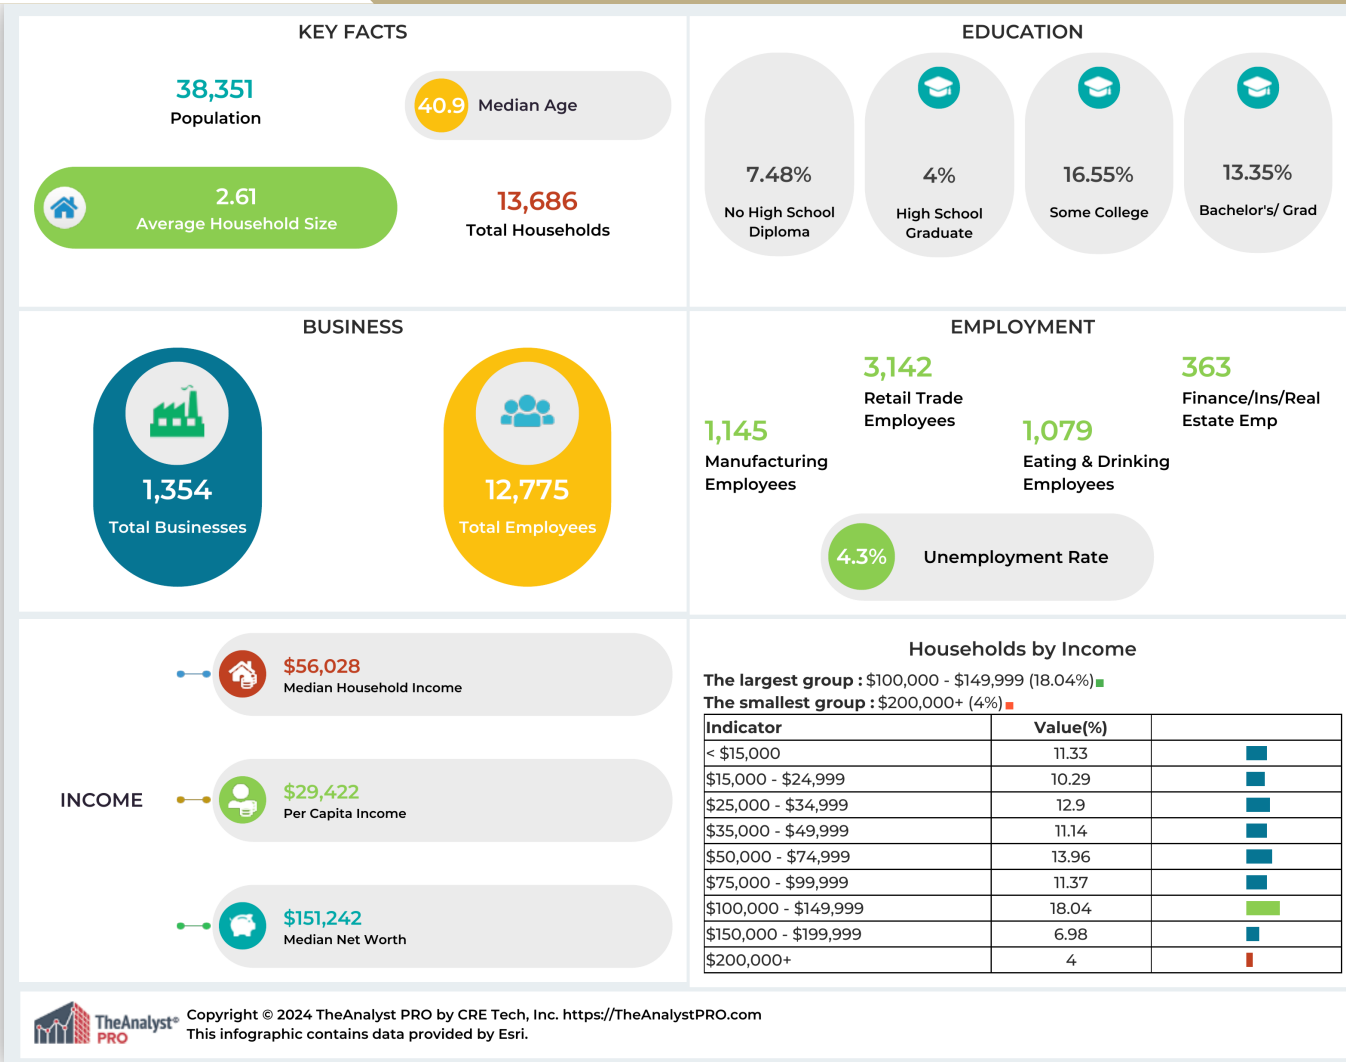 KEY FACTS
38,351
Population
40.9 Median Age
2.61
Average Household Size
13,686
Total Households
EDUCATION
7.48%
No High School
Diploma
4%
High School
Graduate
16.55%
Some College
13.35%
Bachelor's/ Grad
BUSINESS
1,354
Total Businesses
12,775
Total Employees
EMPLOYMENT
1,145
Manufacturing
Employees
3,142
Retail Trade
Employees
1,079
Eating & Drinking
Employees
363
Finance/Ins/Real
Estate Emp
4.3% Unemployment Rate
INCOME
$56,028
Median Household Income
$29,422
Per Capita Income
$151,242
Median Net Worth
Households by Income
The largest group : $100,000 - $149,999 (18.04%)
The smallest group : $200,000+ (4%)
Indicator Value(%)
< $15,000 11.33
$15,000 - $24,999 10.29
$25,000 - $34,999 12.9
$35,000 - $49,999 11.14
$50,000 - $74,999 13.96
$75,000 - $99,999 11.37
$100,000 - $149,999 18.04
$150,000 - $199,999 6.98
$200,000+ 4
TheAnalyst©
PRO
Copyright © 2024 TheAnalyst PRO by CRE Tech, Inc. https://TheAnalystPRO.com
This infographic contains data provided by Esri.